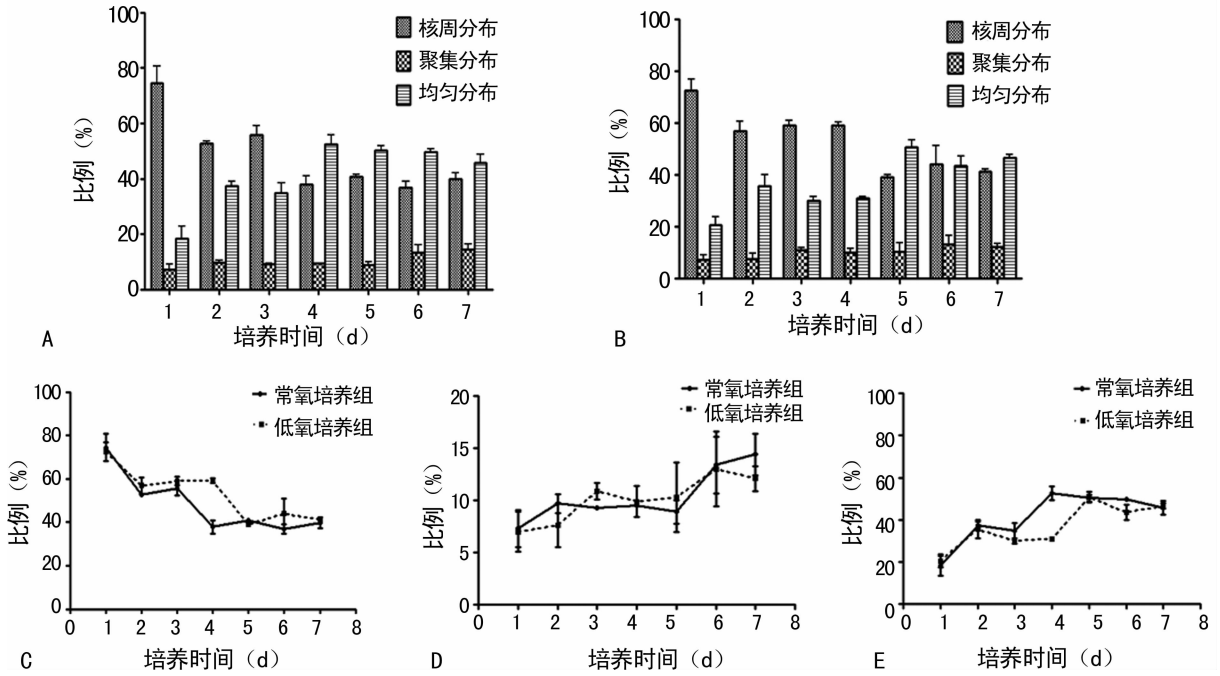 100
80
60
40
20
0
比例（%）
核周分布
聚集分布
均匀分布
1 2 3 4 5 6 7
培养时间（d）
A
100
80
60
40
20
0
比例（%）
核周分布
聚集分布
均匀分布
1 2 3 4 5 6 7
培养时间（d）
B
100
80
60
40
20
0
比例（%）
常氧培养组
低氧培养组
0 1 2 3 4 5 6 7 8
培养时间（d）
C
20
15
10
5
0
比例（%）
常氧培养组
低氧培养组
0 1 2 3 4 5 6 7 8
培养时间（d）
D
100
80
60
40
20
0
比例（%）
常氧培养组
低氧培养组
0 1 2 3 4 5 6 7 8
培养时间（d）
E